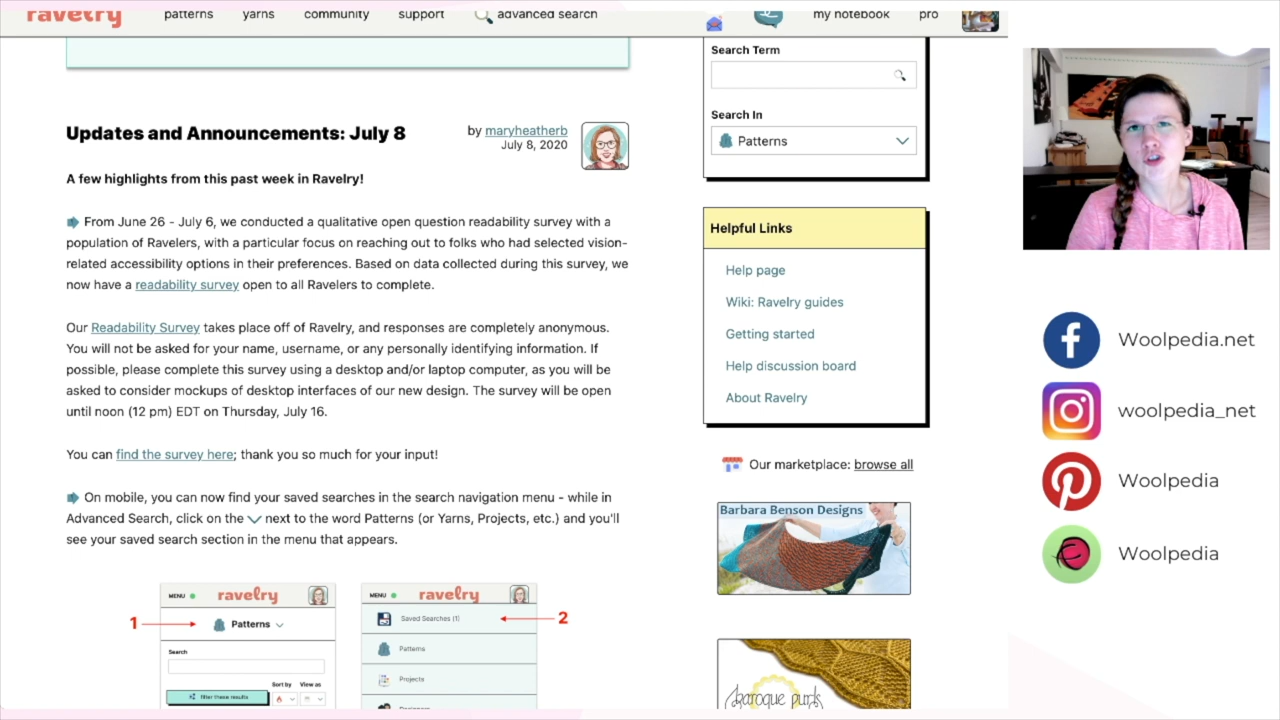 ravelry
patterns
yarns
community
support
advanced search
my notebook
pro
Updates and Announcements: July 8
by maryheatherb
July 8, 2020
A few highlights from this past week in Ravelry!
From June 26 - July 6, we conducted a qualitative open question readability survey with a
population of Ravelers, with a particular focus on reaching out to folks who had selected vision-
related accessibility options in their preferences. Based on data collected during this survey, we
now have a readability survey open to all Ravelers to complete.
Our Readability Survey takes place off of Ravelry, and responses are completely anonymous.
You will not be asked for your name, username, or any personally identifying information. If
possible, please complete this survey using a desktop and/or laptop computer, as you will be
asked to consider mockups of desktop interfaces of our new design. The survey will be open
until noon (12 pm) EDT on Thursday, July 16.
You can find the survey here; thank you so much for your input!
On mobile, you can now find your saved searches in the search navigation menu - while in
Advanced Search, click on the next to the word Patterns (or Yarns, Projects, etc.) and you'll
see your saved search section in the menu that appears.
MENU
ravelry
1
Patterns
Search
Sort by
View as
filter these results
MENU
ravelry
Saved Searches (1)
2
Patterns
Projects
Search Term
Search In
Patterns
Helpful Links
Help page
Wiki: Ravelry guides
Getting started
Help discussion board
About Ravelry
Our marketplace: browse all
Barbara Benson Designs
baroque purls
Woolpedia.net
woolpedia_net
Woolpedia
Woolpedia